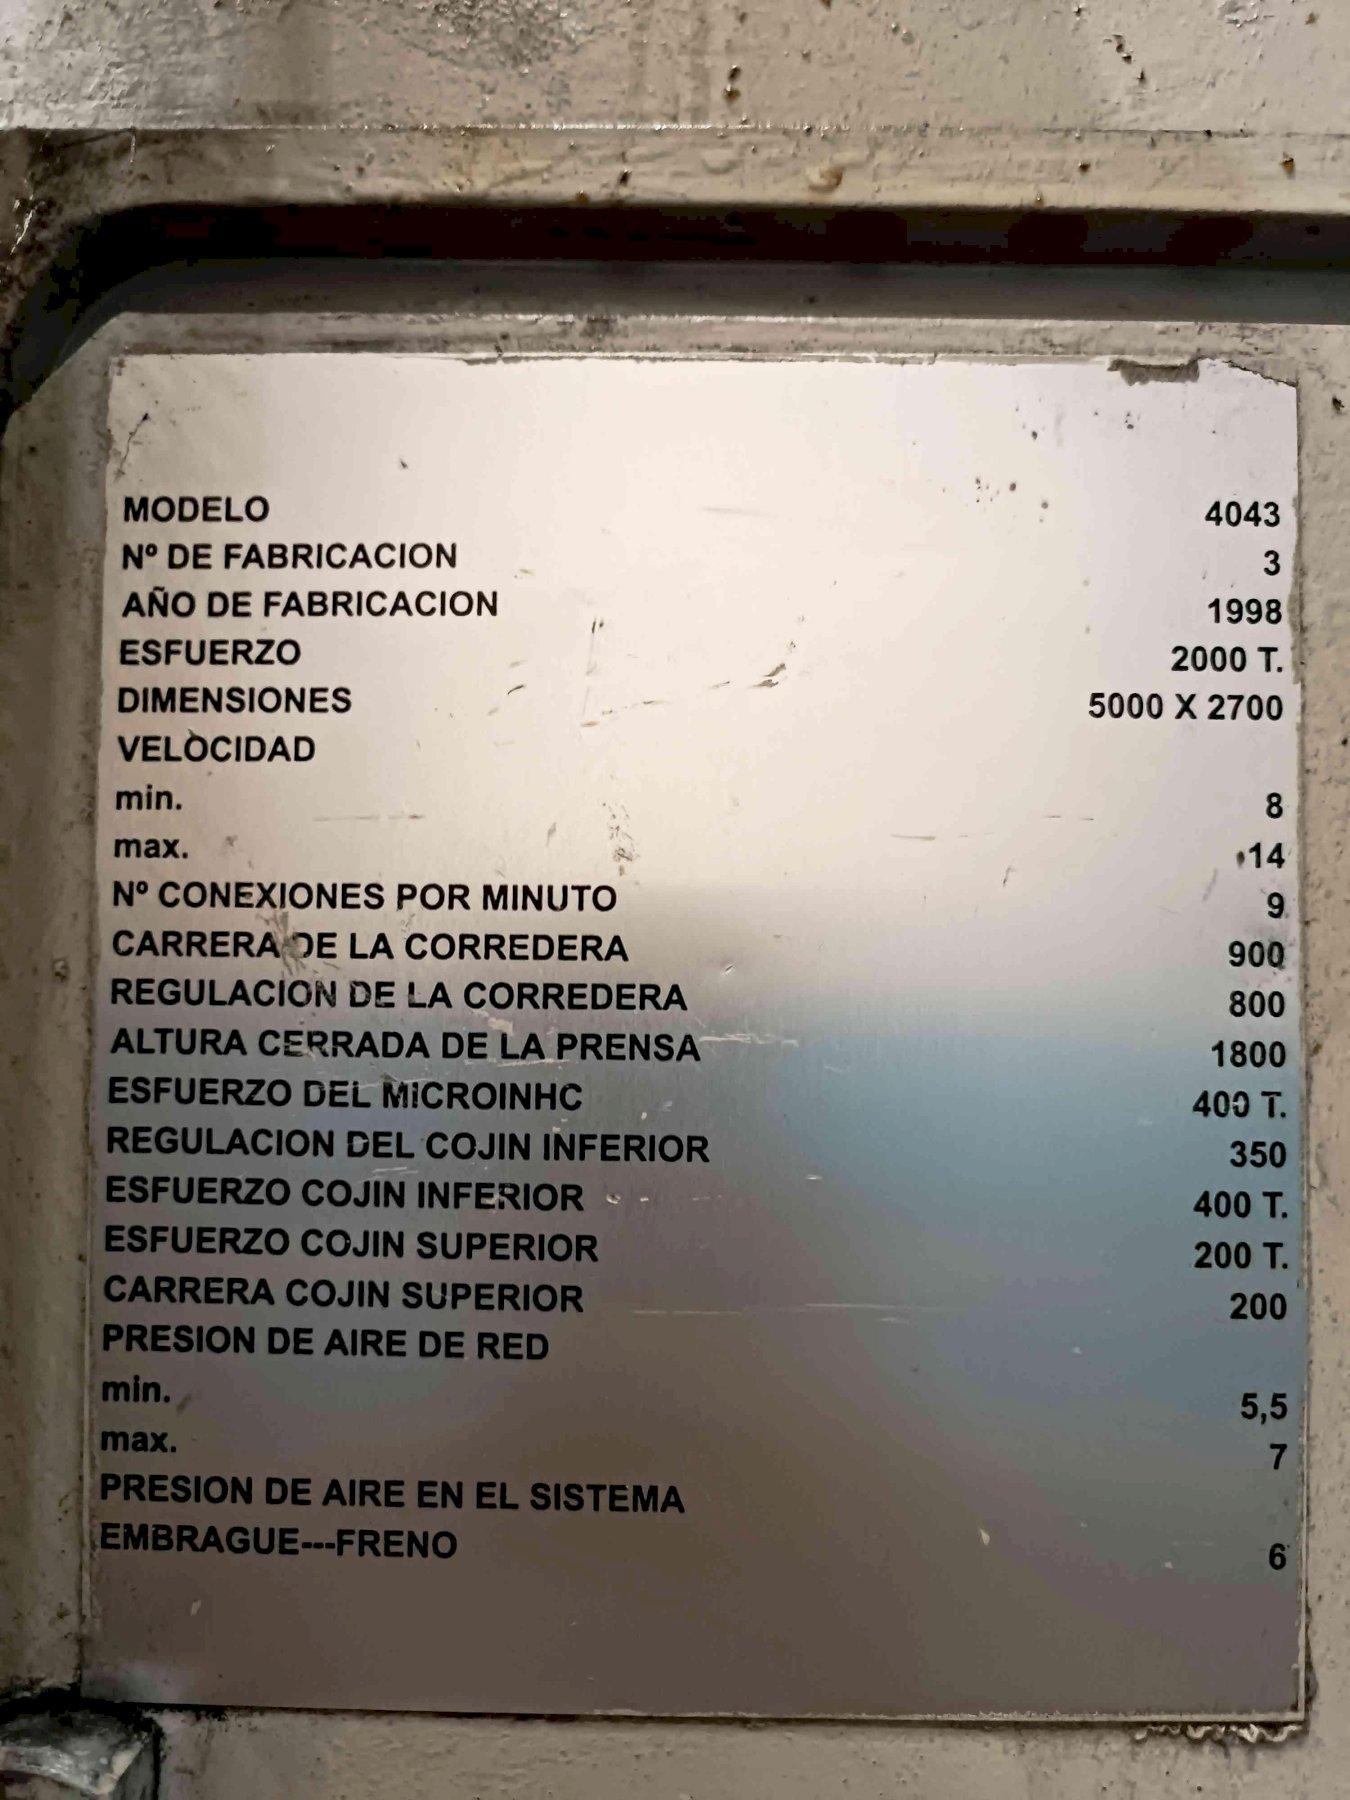 MODELO 4043
Nº DE FABRICACION 3
AÑO DE FABRICACION 1998
ESFUERZO 2000 T.
DIMENSIONES 5000 X 2700
VELOCIDAD
min. 8
max. 14
Nº CONEXIONES POR MINUTO 9
CARRERA DE LA CORREDERA 900
REGULACION DE LA CORREDERA 800
ALTURA CERRADA DE LA PRENSA 1800
ESFUERZO DEL MICROINHC 400 T.
REGULACION DEL COJIN INFERIOR 350
ESFUERZO COJIN INFERIOR 400 T.
ESFUERZO COJIN SUPERIOR 200 T.
CARRERA COJIN SUPERIOR 200
PRESION DE AIRE DE RED
min. 5,5
max. 7
PRESION DE AIRE EN EL SISTEMA
EMBRAGUE---FRENO 6